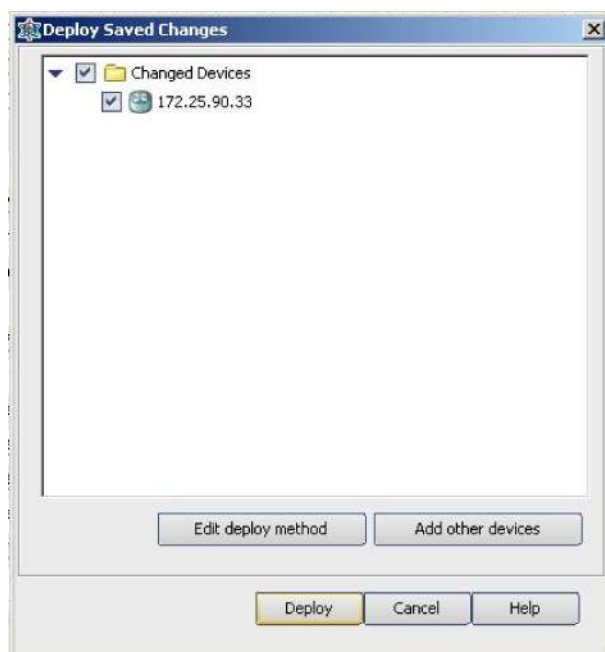 Deploy Saved Changes
Changed Devices
172.25.90.33
Edit deploy method Add other devices
Deploy Cancel Help